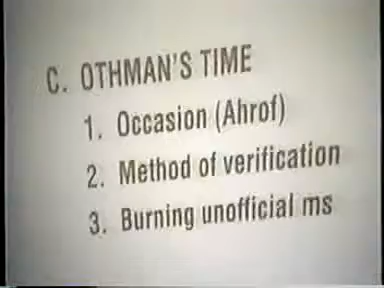 C. OTHMAN'S TIME
1. Occasion (Ahrof)
2. Method of verification
3. Burning unofficial ms